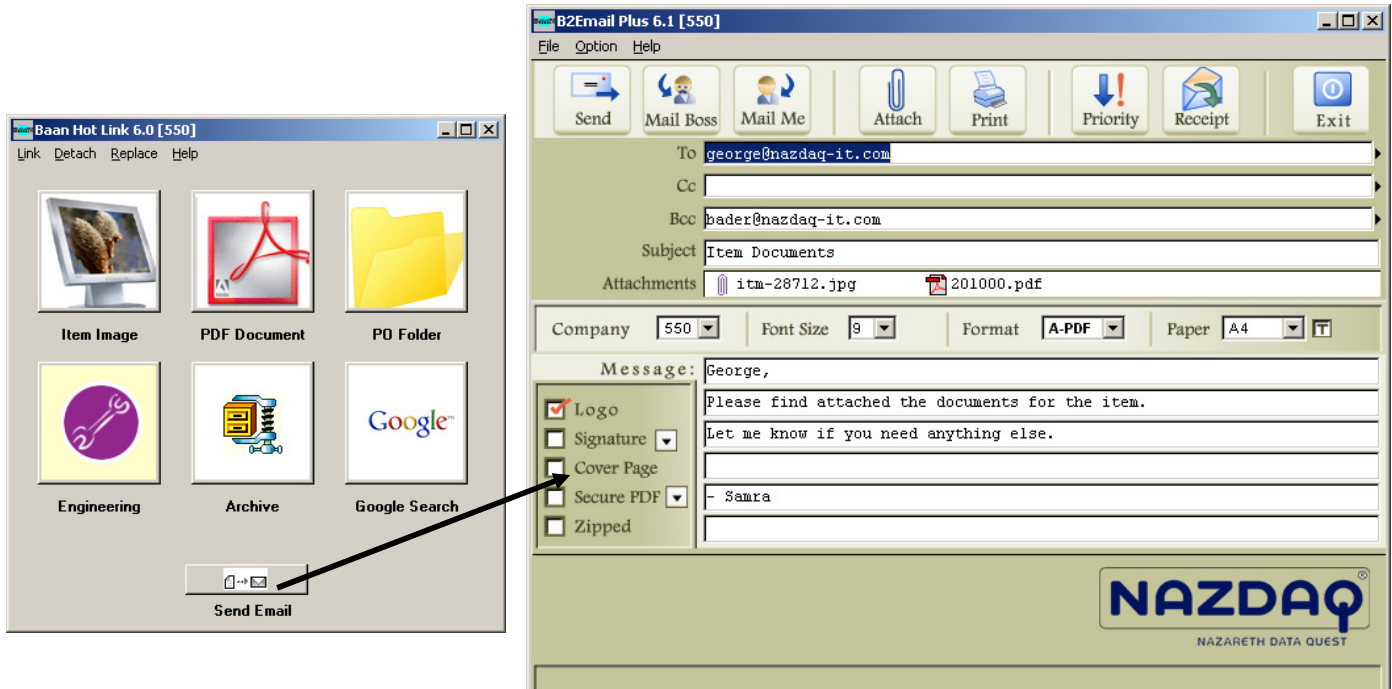 Baan Hot Link 6.0 [550]
Link Detach Replace Help
Item Image PDF Document PO Folder
Adobe
Google™
Engineering Archive Google Search
Send Email
B2Email Plus 6.1 [550]
File Option Help
Send Mail Boss Mail Me Attach Print Priority Receipt Exit
To george@nazdaq-it.com
Cc
Bcc bader@nazdaq-it.com
Subject Item Documents
Attachments itm-28712.jpg 201000.pdf
Company 550 Font Size 9 Format A-PDF Paper A4 T
Message: George,
Logo Please find attached the documents for the item.
Signature Let me know if you need anything else.
Cover Page
Secure PDF - Samra
Zipped
NAZDAQ®
NAZARETH DATA QUEST